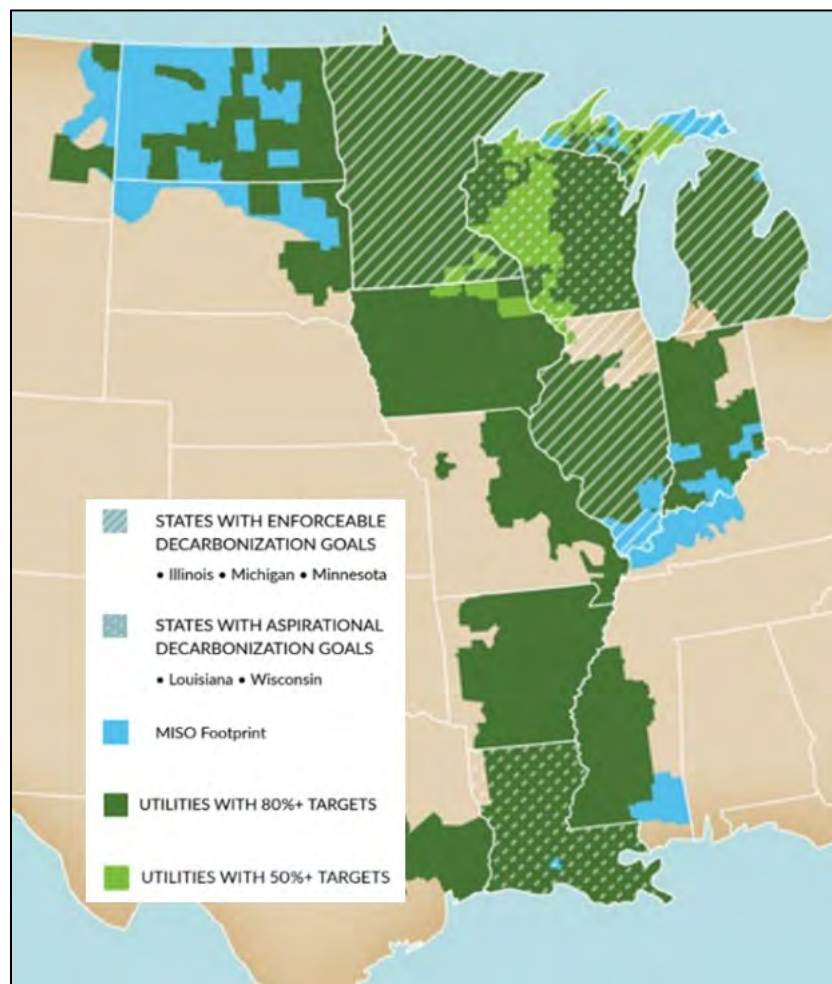 STATES WITH ENFORCEABLE
DECARBONIZATION GOALS
• Illinois • Michigan • Minnesota
STATES WITH ASPIRATIONAL
DECARBONIZATION GOALS
• Louisiana • Wisconsin
MISO Footprint
UTILITIES WITH 80%+ TARGETS
UTILITIES WITH 50%+ TARGETS